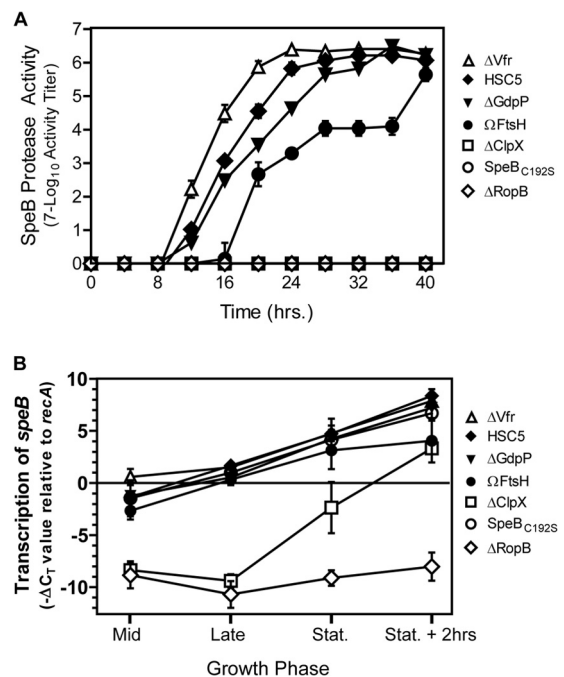 A
SpeB Protease Activity
(7-Log10 Activity Titer)
7
6
5
4
3
2
1
0
0 8 16 24 32 40
Time (hrs.)
ΔVfr
HSC5
ΔGdpP
ΩFtsH
ΔClpX
SpeBC192S
ΔRopB
B
Transcription of speB
(-ΔCT value relative to recA)
10
5
0
-5
-10
Mid Late Stat. Stat. + 2hrs
Growth Phase
ΔVfr
HSC5
ΔGdpP
ΩFtsH
ΔClpX
SpeBC192S
ΔRopB